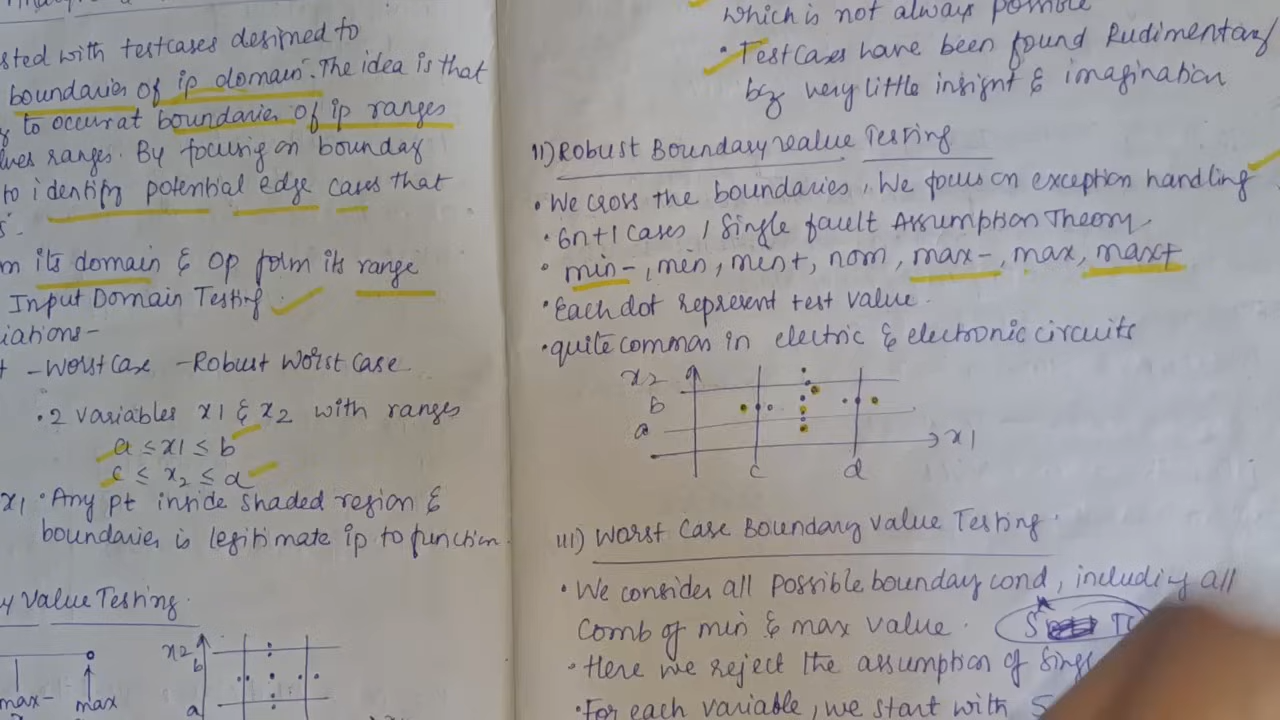 sted with testcases designed to
boundaries of ip domain". The idea is that
to occur at boundaries of ip ranges
ranges. By focusing on bounday
to identify potential edge cases that
its domain & op form its range
Input Domain Testing
iations-
-Worst Case -Robust Worst Case
. 2 variables x1 & x2 with ranges
a ≤ x1 ≤ b
c ≤ x2 ≤ d
x1 • Any pt inside shaded region &
boundaries is legitimate ip to function
y Value Testing.
max- max
x2
b
a
which is not always possible
• Testcases have been found Rudimentary
by very little insight & imagination
II) Robust Boundary Value Testing
• We cross the boundaries, We focus on exception handling
• 6n+1 cases / Single fault Assumption Theory
• min-, min, min+, nom, max-, max, max+
• Each dot represent test value.
• quite common in electric & electronic circuits
x2
b
a
x1
c d
III) Worst Case Boundary Value Testing.
• We consider all possible boundary cond, including all
Comb of min & max value.
• Here we reject the assumption of
• For each variable, we start with